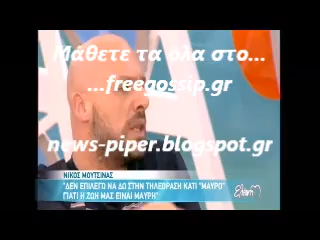 Μάθετε τα όλα στο...
...freegossip.gr
news-piper.blogspot.gr
ΝΙΚΟΣ ΜΟΥΤΣΙΝΑΣ
"ΔΕΝ ΕΠΙΛΕΓΩ ΝΑ ΔΩ ΣΤΗΝ ΤΗΛΕΟΡΑΣΗ ΚΑΤΙ "ΜΑΥΡΟ"
ΓΙΑΤΙ Η ΖΩΗ ΜΑΣ ΕΙΝΑΙ ΜΑΥΡΗ"